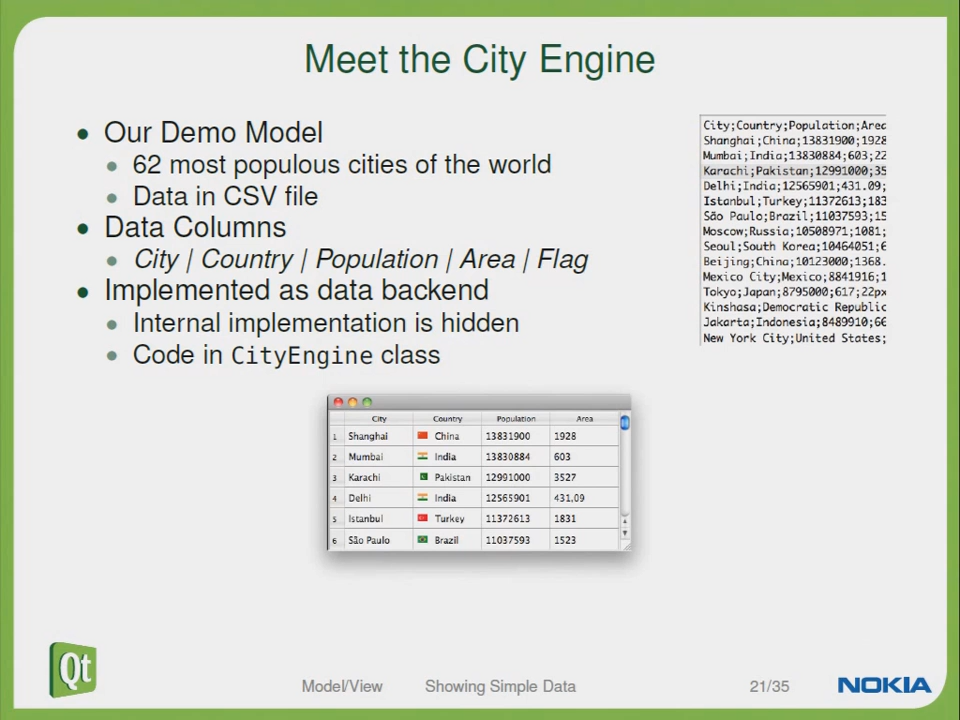 Meet the City Engine
Our Demo Model
62 most populous cities of the world
Data in CSV file
Data Columns
City | Country | Population | Area | Flag
Implemented as data backend
Internal implementation is hidden
Code in CityEngine class
City;Country;Population;Area
Shanghai;China;13831900;1928
Mumbai;India;13830884;603;22
Karachi;Pakistan;12991000;35
Delhi;India;12565901;431.09;
Istanbul;Turkey;11372613;183
São Paulo;Brazil;11037593;15
Moscow;Russia;10508971;1081;
Seoul;South Korea;10464051;6
Beijing;China;10123000;1368.
Mexico City;Mexico;8841916;1
Tokyo;Japan;8795000;617;22px
Kinshasa;Democratic Republic
Jakarta;Indonesia;8489910;66
New York City;United States;
City Country Population Area
1 Shanghai China 13831900 1928
2 Mumbai India 13830884 603
3 Karachi Pakistan 12991000 3527
4 Delhi India 12565901 431,09
5 Istanbul Turkey 11372613 1831
6 São Paulo Brazil 11037593 1523
Qt
Model/View Showing Simple Data 21/35
NOKIA